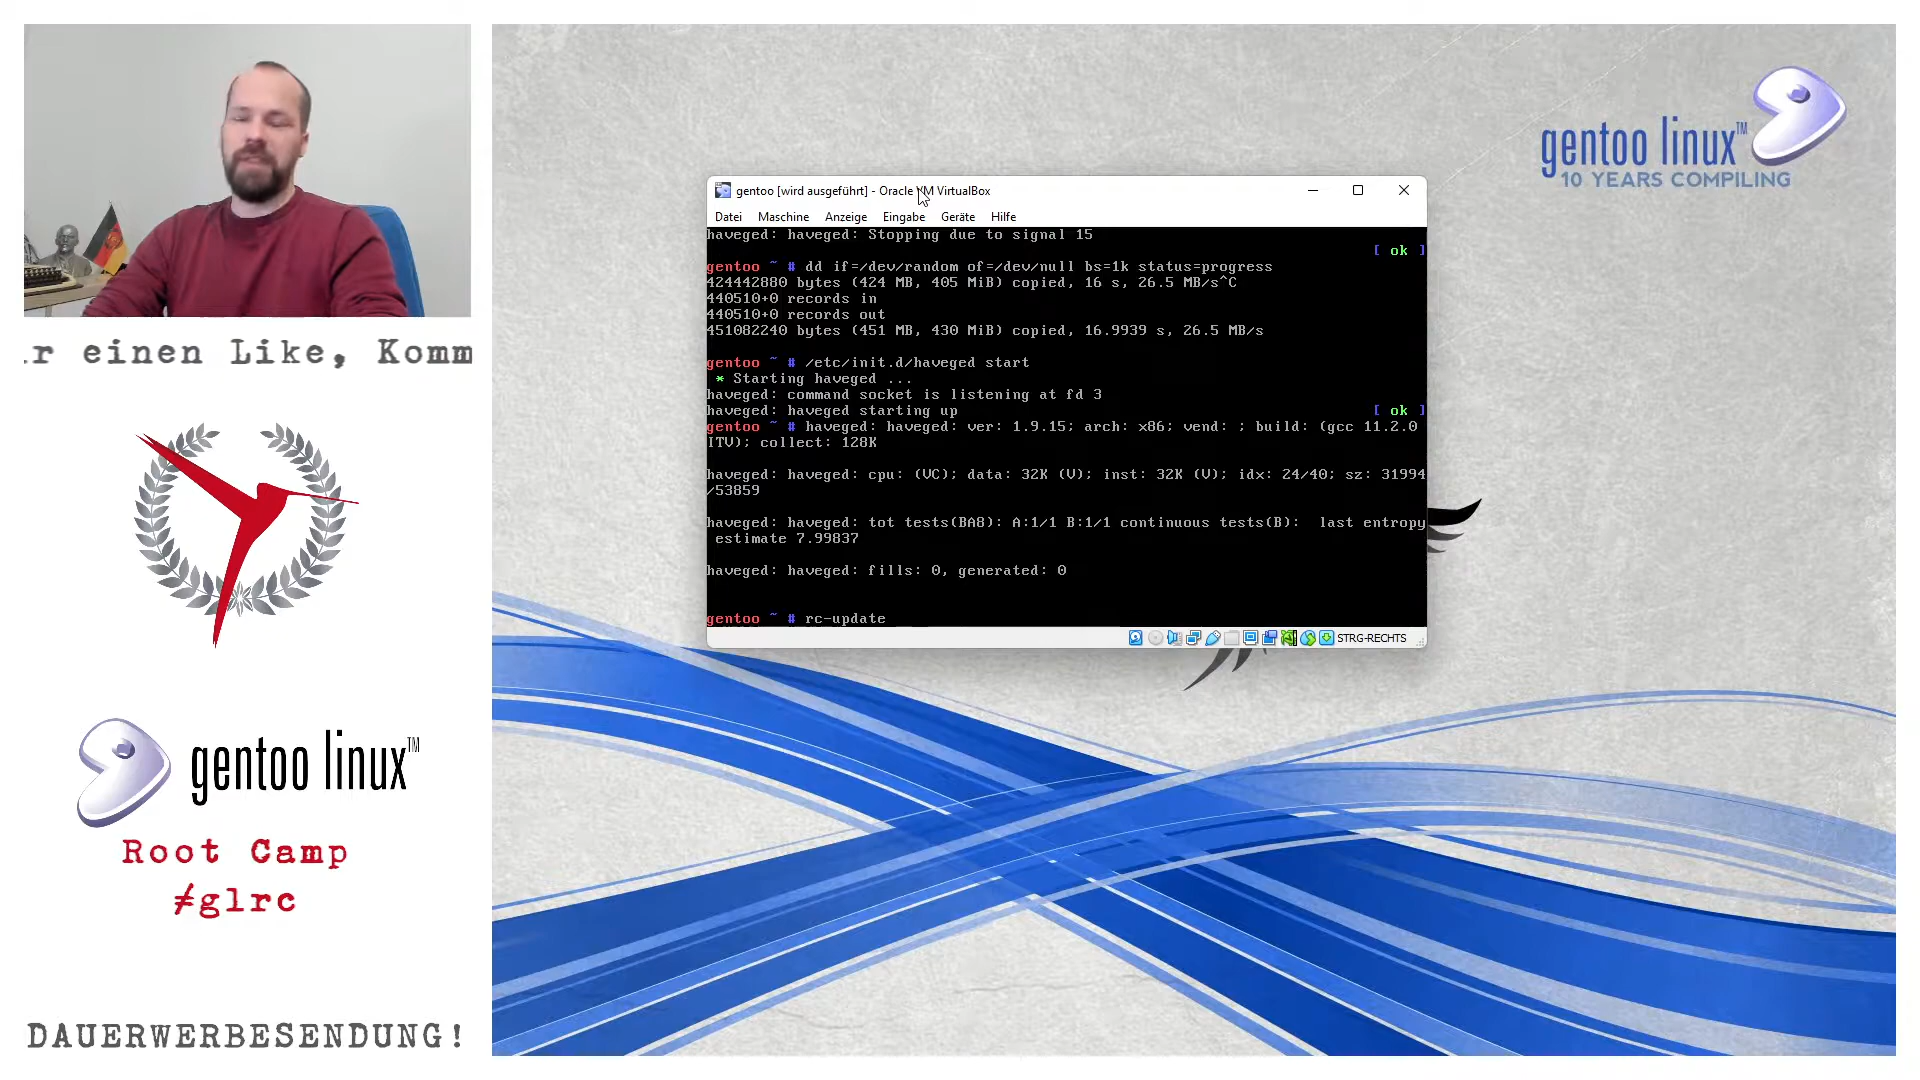 r einen Like, Komm
gentoo linux™
Root Camp
#glrc
DAUERWERBESENDUNG!
gentoo linux™
10 YEARS COMPILING
gentoo [wird ausgeführt] - Oracle VM VirtualBox
Datei Maschine Anzeige Eingabe Geräte Hilfe
haveged: haveged: Stopping due to signal 15
[ ok ]
gentoo ~ # dd if=/dev/random of=/dev/null bs=1k status=progress
424442880 bytes (424 MB, 405 MiB) copied, 16 s, 26.5 MB/s^C
440510+0 records in
440510+0 records out
451082240 bytes (451 MB, 430 MiB) copied, 16.9939 s, 26.5 MB/s
gentoo ~ # /etc/init.d/haveged start
* Starting haveged ...
haveged: command socket is listening at fd 3
haveged: haveged starting up [ ok ]
gentoo ~ # haveged: haveged: ver: 1.9.15; arch: x86; vend: ; build: (gcc 11.2.0
ITV); collect: 128K
haveged: haveged: cpu: (VC); data: 32K (V); inst: 32K (V); idx: 24/40; sz: 31994
/53859
haveged: haveged: tot tests(BA8): A:1/1 B:1/1 continuous tests(B): last entropy
estimate 7.99837
haveged: haveged: fills: 0, generated: 0
gentoo ~ # rc-update
STRG-RECHTS